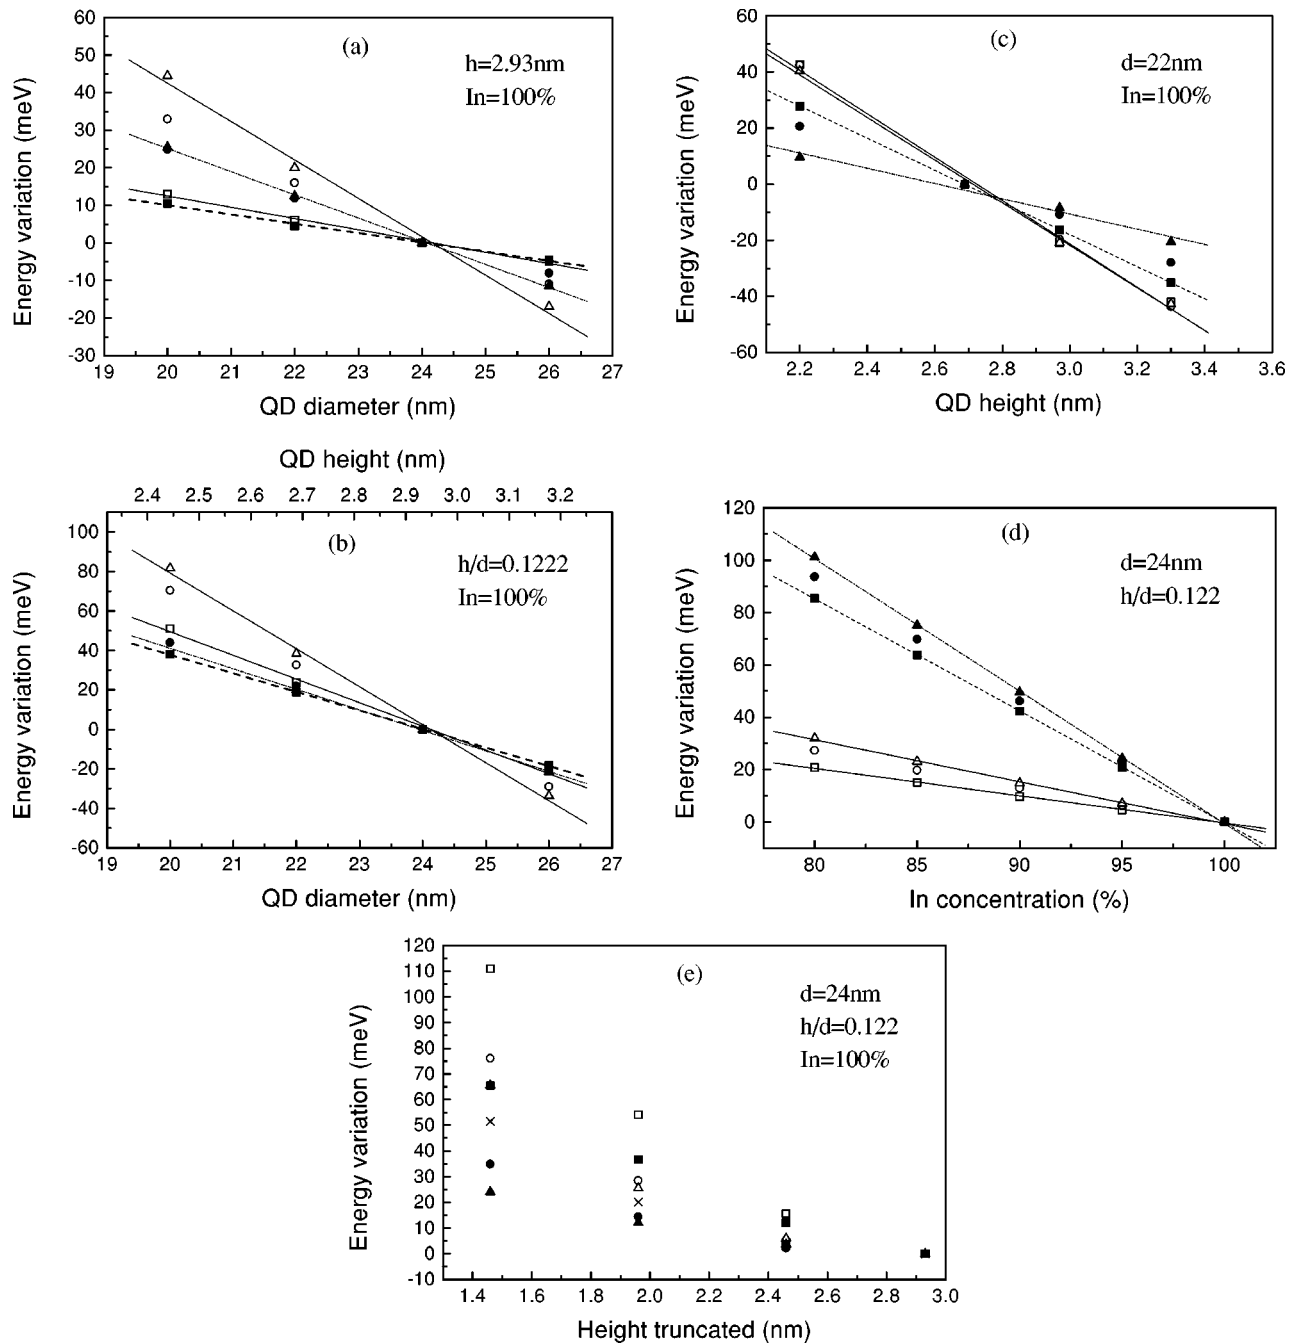 (a)
h=2.93nm
In=100%
60
50
40
30
20
10
0
-10
-20
-30
Energy variation (meV)
19 20 21 22 23 24 25 26 27
QD diameter (nm)
(c)
d=22nm
In=100%
60
40
20
0
-20
-40
-60
Energy variation (meV)
2.2 2.4 2.6 2.8 3.0 3.2 3.4 3.6
QD height (nm)
QD height (nm)
2.4 2.5 2.6 2.7 2.8 2.9 3.0 3.1 3.2
(b)
h/d=0.1222
In=100%
100
80
60
40
20
0
-20
-40
-60
Energy variation (meV)
19 20 21 22 23 24 25 26 27
QD diameter (nm)
(d)
d=24nm
h/d=0.122
120
100
80
60
40
20
0
Energy variation (meV)
80 85 90 95 100
In concentration (%)
(e)
d=24nm
h/d=0.122
In=100%
120
110
100
90
80
70
60
50
40
30
20
10
0
-10
Energy variation (meV)
1.4 1.6 1.8 2.0 2.2 2.4 2.6 2.8 3.0
Height truncated (nm)